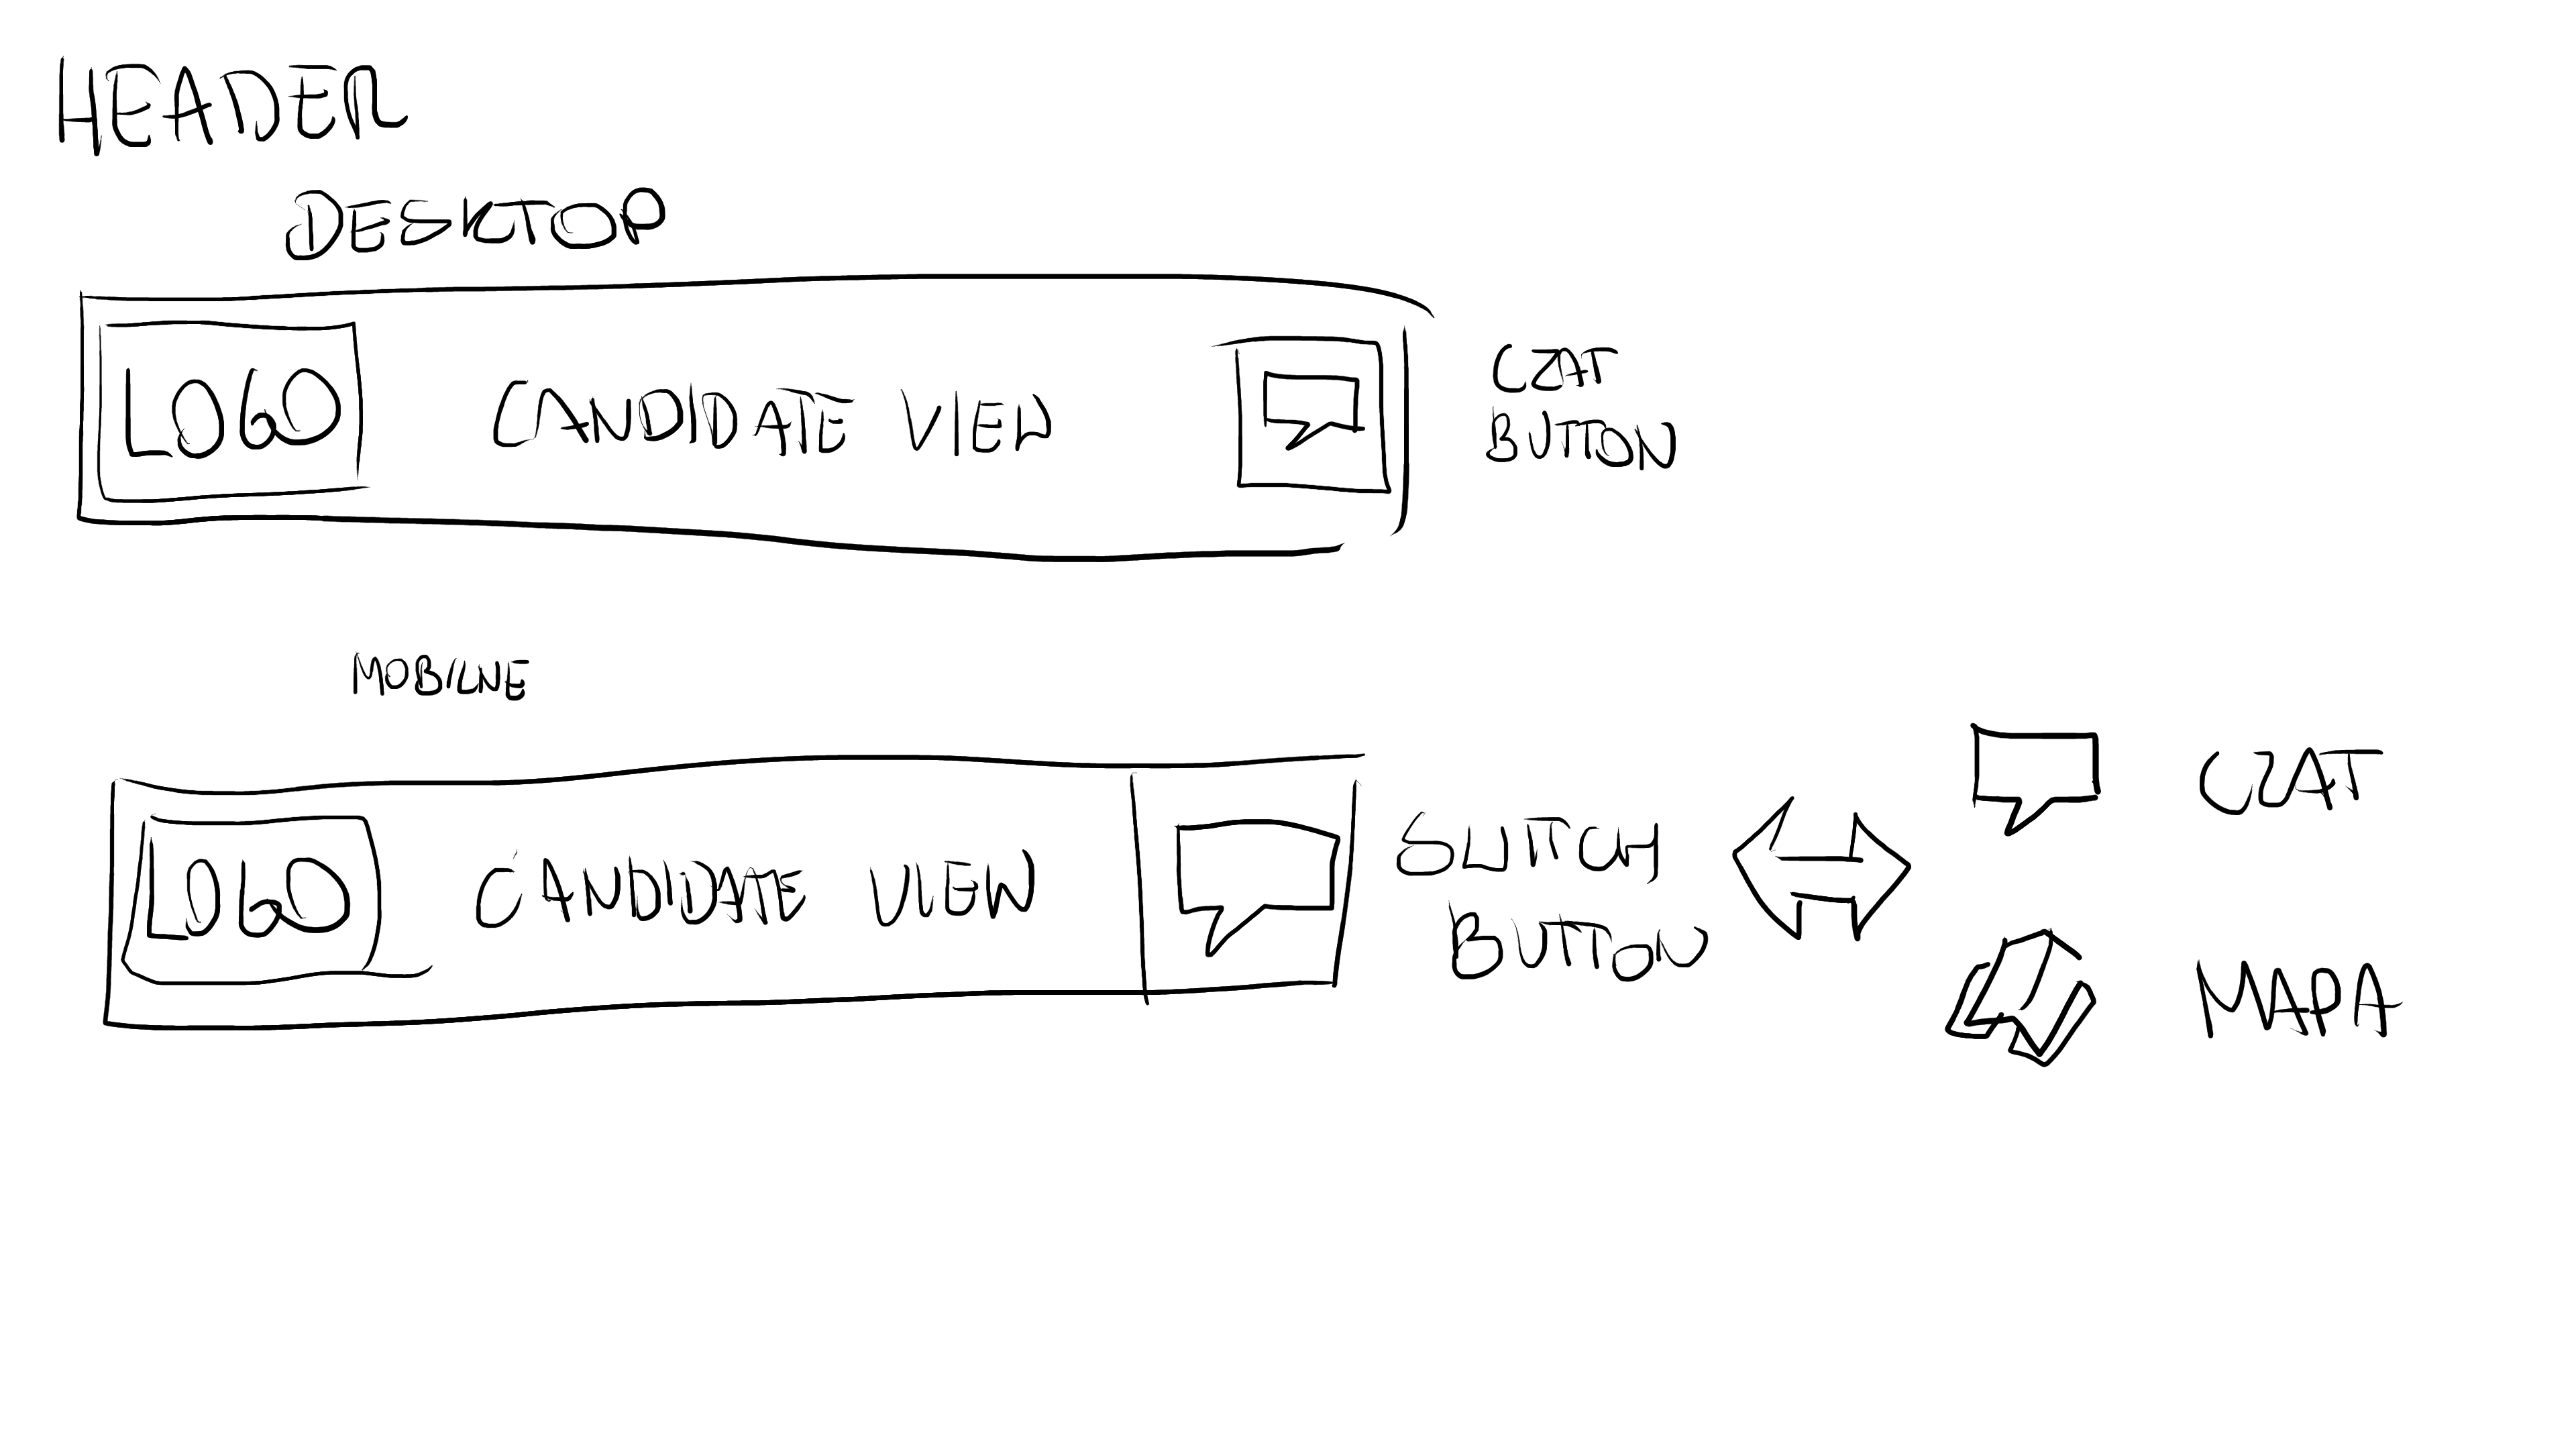 HEADER
DESKTOP
LOGO CANDIDATE VIEW
CZAT
BUTTON
MOBILNE
LOGO CANDIDATE VIEW
SWITCH
BUTTON
CZAT
MAPA